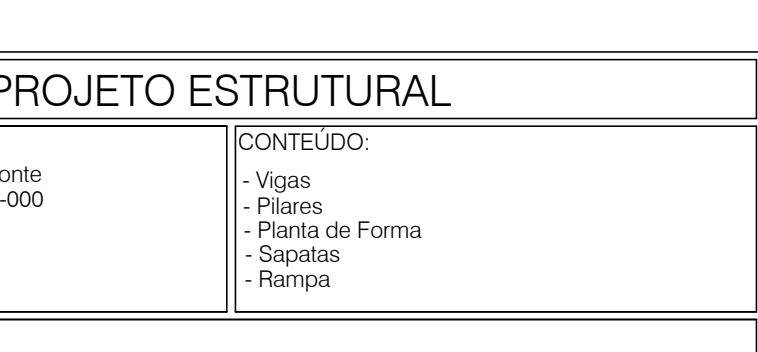 PROJETO ESTRUTURAL
onte
-000
CONTEÚDO:
- Vigas
- Pilares
- Planta de Forma
- Sapatas
- Rampa